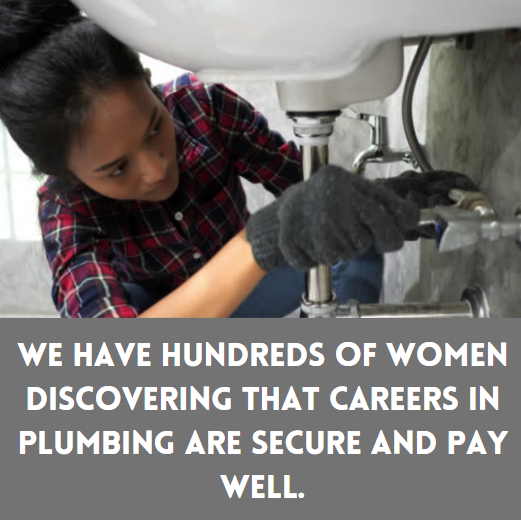 WE HAVE HUNDREDS OF WOMEN
DISCOVERING THAT CAREERS IN
PLUMBING ARE SECURE AND PAY
WELL.